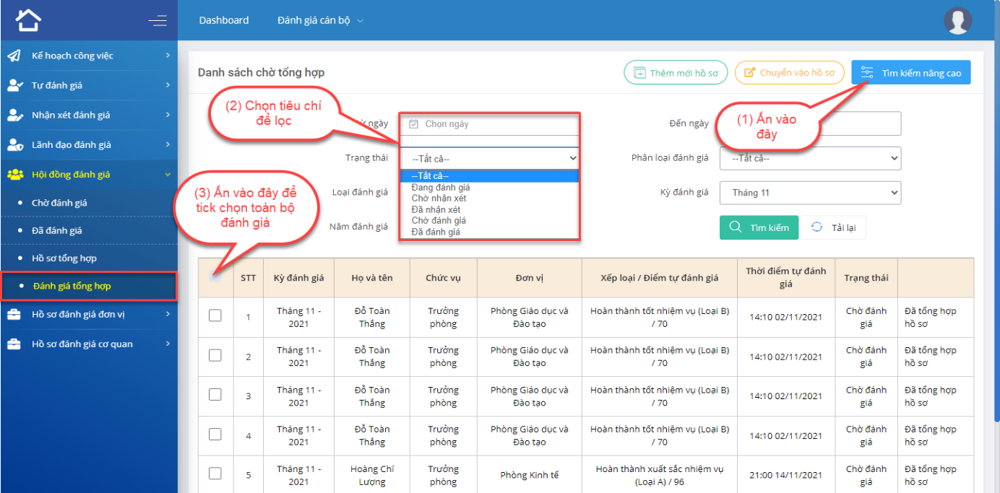 Dashboard
Đánh giá cán bộ
Kế hoạch công việc
Tự đánh giá
Nhận xét đánh giá
Lãnh đạo đánh giá
Hội đồng đánh giá
Chờ đánh giá
Đã đánh giá
Hồ sơ tổng hợp
Đánh giá tổng hợp
Hồ sơ đánh giá đơn vị
Hồ sơ đánh giá cơ quan
Danh sách chờ tổng hợp
Thêm mới hồ sơ
Chuyển vào hồ sơ
Tìm kiếm nâng cao
(2) Chọn tiêu chí
để lọc
(1) Ấn vào
đây
(3) Ấn vào đây để
tick chọn toàn bộ
đánh giá
ngày
Chọn ngày
Đến ngày
Trạng thái
--Tất cả--
Phân loại đánh giá
--Tất cả--
--Tất cả--
Đang đánh giá
Chờ nhận xét
Đã nhận xét
Chờ đánh giá
Đã đánh giá
Loại đánh giá
Kỳ đánh giá
Tháng 11
Năm đánh giá
Tìm kiếm
Tải lại
STT
Kỳ đánh giá
Họ và tên
Chức vụ
Đơn vị
Xếp loại / Điểm tự đánh giá
Thời điểm tự đánh
giá
Trạng thái
1
Tháng 11 -
2021
Đỗ Toàn
Thắng
Trưởng
phòng
Phòng Giáo dục và
Đào tạo
Hoàn thành tốt nhiệm vụ (Loại B)
/ 70
14:10 02/11/2021
Chờ đánh
giá
Đã tổng hợp
hồ sơ
2
Tháng 11 -
2021
Đỗ Toàn
Thắng
Trưởng
phòng
Phòng Giáo dục và
Đào tạo
Hoàn thành tốt nhiệm vụ (Loại B)
/ 70
14:10 02/11/2021
Chờ đánh
giá
Đã tổng hợp
hồ sơ
3
Tháng 11 -
2021
Đỗ Toàn
Thắng
Trưởng
phòng
Phòng Giáo dục và
Đào tạo
Hoàn thành tốt nhiệm vụ (Loại B)
/ 70
14:10 02/11/2021
Chờ đánh
giá
Đã tổng hợp
hồ sơ
4
Tháng 11 -
2021
Đỗ Toàn
Thắng
Trưởng
phòng
Phòng Giáo dục và
Đào tạo
Hoàn thành tốt nhiệm vụ (Loại B)
/ 70
14:10 02/11/2021
Chờ đánh
giá
Đã tổng hợp
hồ sơ
5
Tháng 11 -
2021
Hoàng Chí
Lượng
Trưởng
phòng
Phòng Kinh tế
Hoàn thành xuất sắc nhiệm vụ
(Loại A) / 96
21:00 14/11/2021
Chờ đánh
giá
Đã tổng hợp
hồ sơ